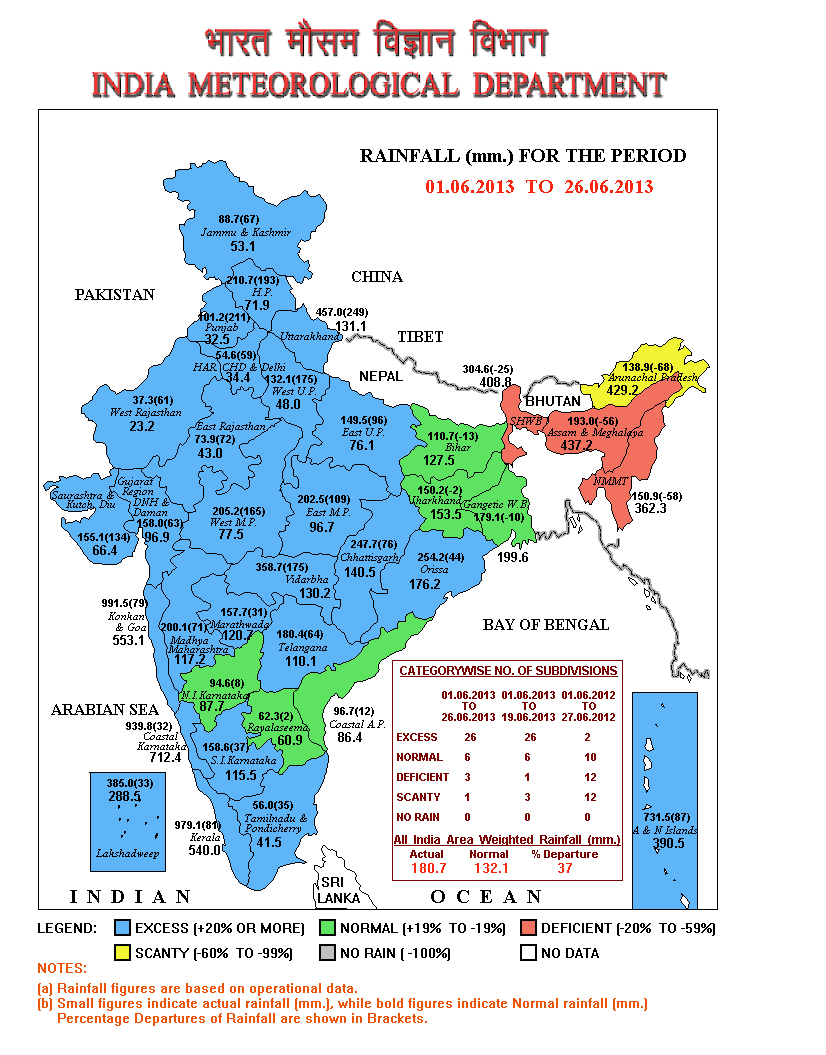 भारत मौसम विज्ञान विभाग
INDIA METEOROLOGICAL DEPARTMENT
RAINFALL (mm.) FOR THE PERIOD
01.06.2013 TO 26.06.2013
88.7(67)
Jammu & Kashmir
53.1
CHINA
PAKISTAN
210.7(193)
H.P.
71.9
101.2(211)
Punjab
32.5
457.0(249)
131.1
Uttarakhand
TIBET
54.6(59)
HAR. CHD & Delhi
34.4
132.1(175)
West U.P.
48.0
NEPAL
304.6(-25)
408.8
BHUTAN
138.9(-68)
Arunachal Pradesh
429.2
37.3(61)
West Rajasthan
23.2
East Rajasthan
73.9(72)
43.0
149.5(96)
East U.P.
76.1
110.7(-13)
Bihar
127.5
SHWB
193.0(-56)
Assam & Meghalaya
437.2
NMMT
150.9(-58)
362.3
Saurashtra &
Kutch, Diu
155.1(134)
66.4
Gujarat
Region
DNH &
Daman
158.0(63)
96.9
205.2(165)
West M.P.
77.5
202.5(109)
East M.P.
96.7
150.2(-2)
Jharkhand
153.5
Gangetic W.B
179.1(-10)
199.6
247.7(76)
Chhattisgarh
140.5
254.2(44)
Orissa
176.2
358.7(175)
Vidarbha
130.2
991.5(79)
Konkan
& Goa
553.1
157.7(31)
Marathwada
120.7
200.1(71)
Madhya
Maharashtra
117.2
180.4(64)
Telangana
110.1
BAY OF BENGAL
94.6(8)
N.I.Karnataka
87.7
ARABIAN SEA
939.8(32)
Coastal
Karnataka
712.4
62.3(2)
Rayalaseema
60.9
96.7(12)
Coastal A.P.
86.4
158.6(37)
S.I.Karnataka
115.5
385.0(33)
288.5
Lakshadweep
979.1(81)
Kerala
540.0
56.0(35)
Tamilnadu &
Pondicherry
41.5
731.5(87)
A & N Islands
390.5
SRI
LANKA
INDIAN OCEAN
CATEGORYWISE NO. OF SUBDIVISIONS
01.06.2013 01.06.2013 01.06.2012
TO TO TO
26.06.2013 19.06.2013 27.06.2012
EXCESS 26 26 2
NORMAL 6 6 10
DEFICIENT 3 1 12
SCANTY 1 3 12
NO RAIN 0 0 0
All India Area Weighted Rainfall (mm.)
Actual Normal % Departure
180.7 132.1 37
LEGEND: EXCESS (+20% OR MORE) NORMAL (+19% TO -19%) DEFICIENT (-20% TO -59%)
SCANTY (-60% TO -99%) NO RAIN ( -100%) NO DATA
NOTES:
(a) Rainfall figures are based on operational data.
(b) Small figures indicate actual rainfall (mm.), while bold figures indicate Normal rainfall (mm.)
Percentage Departures of Rainfall are shown in Brackets.